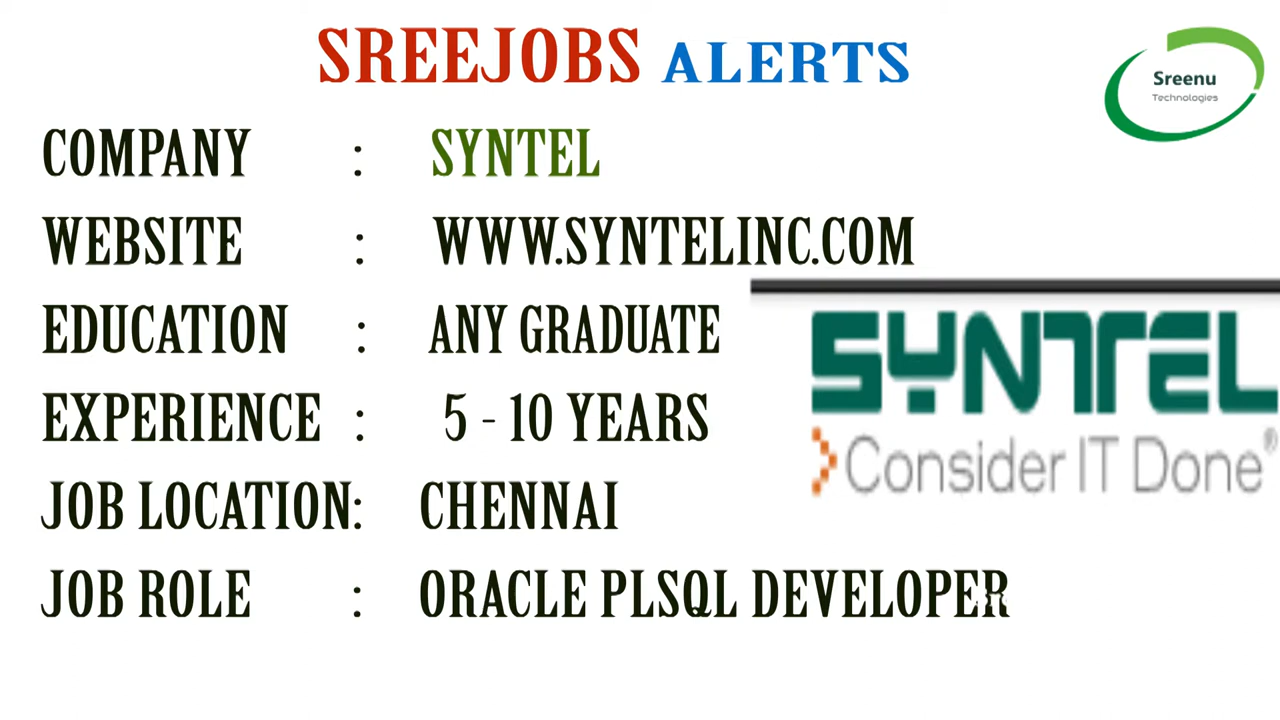 SREEJOBS ALERTS
Sreenu
Technologies
COMPANY : SYNTEL
WEBSITE : WWW.SYNTELINC.COM
EDUCATION : ANY GRADUATE
EXPERIENCE : 5 - 10 YEARS
JOB LOCATION: CHENNAI
JOB ROLE : ORACLE PLSQL DEVELOPER
SYNTEL
Consider IT Done®